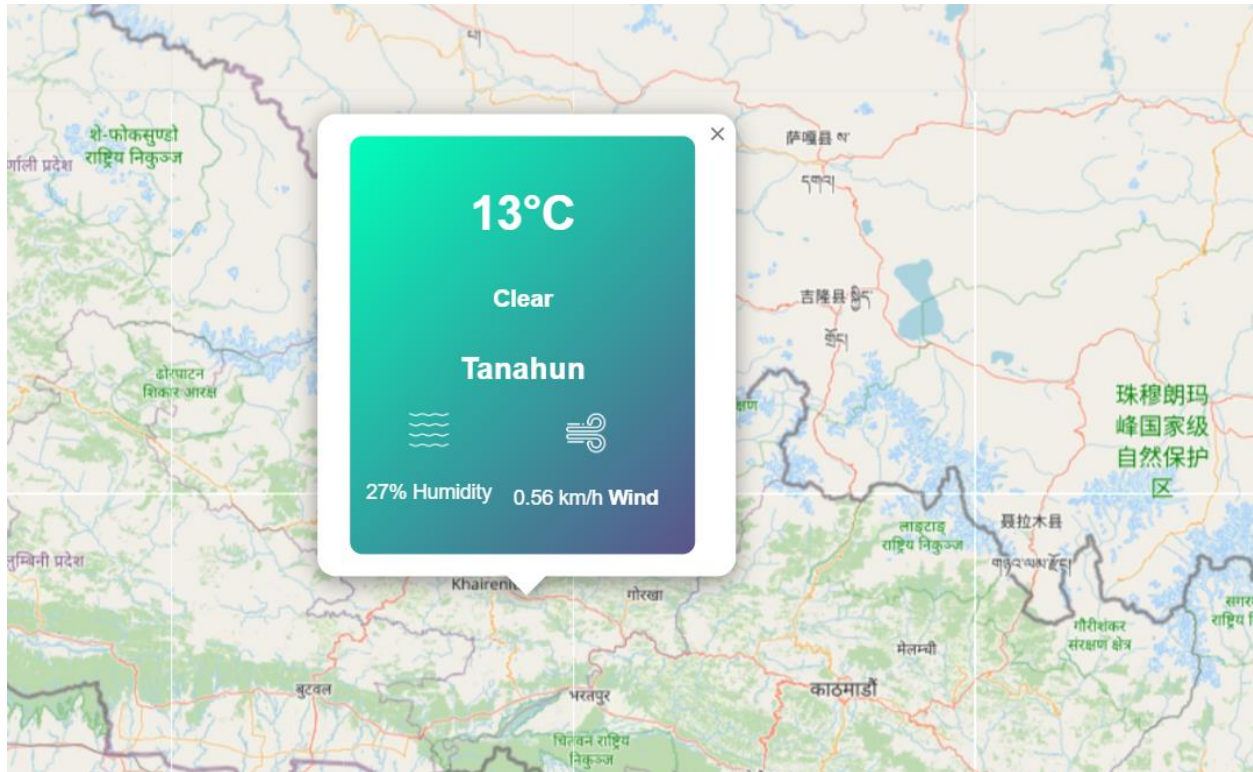 शे-फोकसुण्डो
राष्ट्रिय निकुञ्ज
萨嘎县
×
13°C
Clear
Tanahun
27% Humidity
0.56 km/h Wind
吉隆县
ढोरपाटन
शिकार आरक्ष
珠穆朗玛
峰国家级
自然保护
区
लाङटाङ
राष्ट्रिय निकुञ्ज
聂拉木县
लुम्बिनी प्रदेश
गोरखा
गौरीशंकर
संरक्षण क्षेत्र
मेलम्ची
बुटवल
भरतपुर
काठमाडौं
चितवन राष्ट्रिय
निकुञ्ज